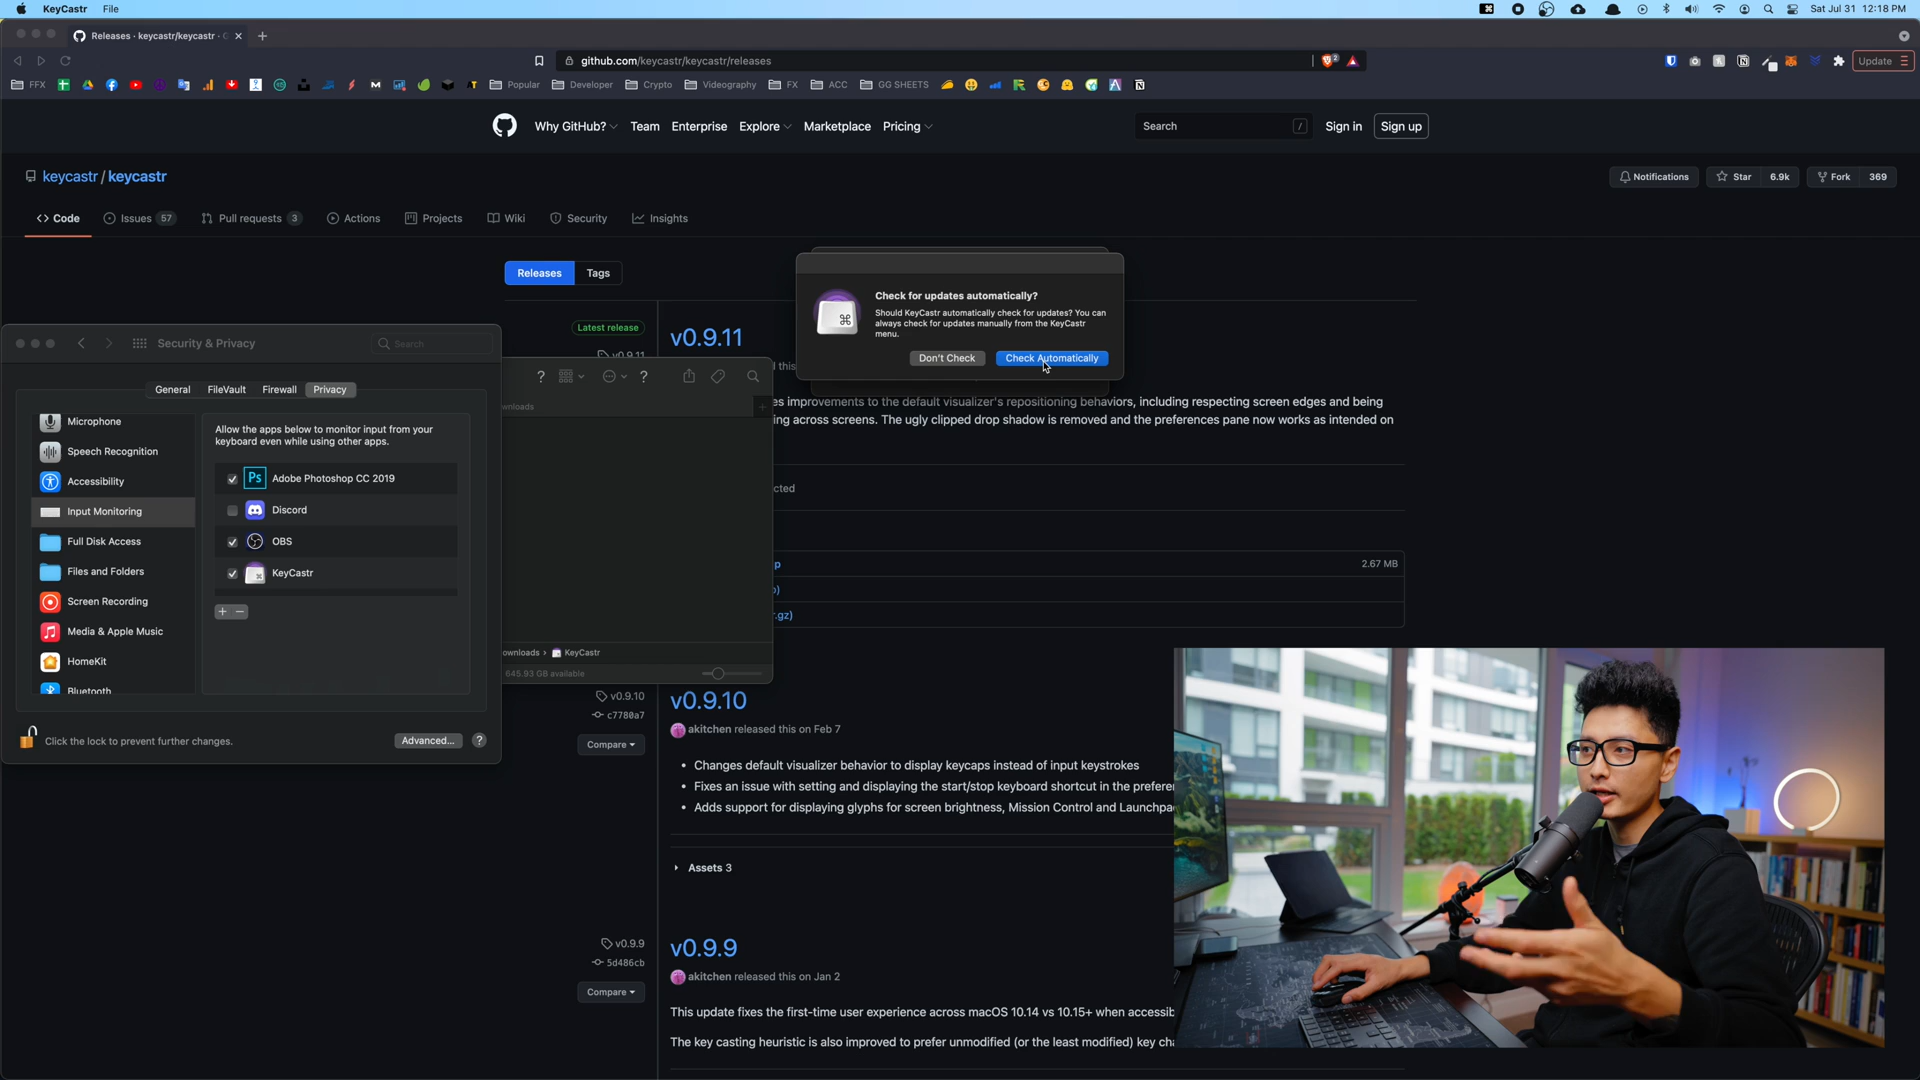 KeyCastr File
Sat Jul 31 12:18 PM
Releases · keycastr/keycastr ·
github.com/keycastr/keycastr/releases
2
Update
FFX
Popular
Developer
Crypto
Videography
FX
ACC
GG SHEETS
Why GitHub?
Team
Enterprise
Explore
Marketplace
Pricing
Search
/
Sign in
Sign up
keycastr / keycastr
Notifications
Star 6.9k
Fork 369
<> Code
Issues 57
Pull requests 3
Actions
Projects
Wiki
Security
Insights
Releases
Tags
Check for updates automatically?
Should KeyCastr automatically check for updates? You can
always check for updates manually from the KeyCastr
menu.
Don't Check
Check Automatically
Latest release
v0.9.11
v0.9.11
this
es improvements to the default visualizer's repositioning behaviors, including respecting screen edges and being
ing across screens. The ugly clipped drop shadow is removed and the preferences pane now works as intended on
cted
p
2.67 MB
r.gz)
Security & Privacy
Search
General
FileVault
Firewall
Privacy
Microphone
Speech Recognition
Accessibility
Input Monitoring
Full Disk Access
Files and Folders
Screen Recording
Media & Apple Music
HomeKit
Bluetooth
Allow the apps below to monitor input from your
keyboard even while using other apps.
Ps Adobe Photoshop CC 2019
Discord
OBS
KeyCastr
+ −
Click the lock to prevent further changes.
Advanced...
?
? ?
wnloads
+
ownloads › KeyCastr
645.93 GB available
v0.9.10
c7780a7
Compare
v0.9.10
akitchen released this on Feb 7
• Changes default visualizer behavior to display keycaps instead of input keystrokes
• Fixes an issue with setting and displaying the start/stop keyboard shortcut in the prefere
• Adds support for displaying glyphs for screen brightness, Mission Control and Launchpa
Assets 3
v0.9.9
5d486cb
Compare
v0.9.9
akitchen released this on Jan 2
This update fixes the first-time user experience across macOS 10.14 vs 10.15+ when accessib
The key casting heuristic is also improved to prefer unmodified (or the least modified) key cha